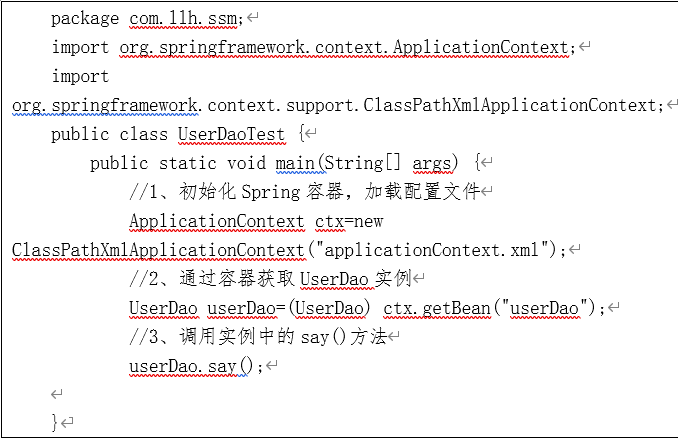 package com.llh.ssm;
import org.springframework.context.ApplicationContext;
import
org.springframework.context.support.ClassPathXmlApplicationContext;
public class UserDaoTest {
public static void main(String[] args) {
//1、初始化Spring容器，加载配置文件
ApplicationContext ctx=new
ClassPathXmlApplicationContext("applicationContext.xml");
//2、通过容器获取UserDao实例
UserDao userDao=(UserDao) ctx.getBean("userDao");
//3、调用实例中的say()方法
userDao.say();
}